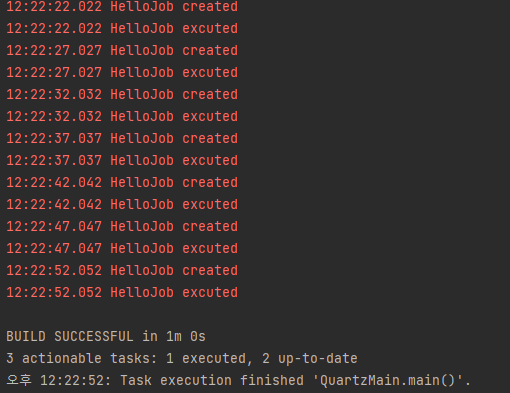 12:22:22.022 HelloJob created
12:22:22.022 HelloJob excuted
12:22:27.027 HelloJob created
12:22:27.027 HelloJob excuted
12:22:32.032 HelloJob created
12:22:32.032 HelloJob excuted
12:22:37.037 HelloJob created
12:22:37.037 HelloJob excuted
12:22:42.042 HelloJob created
12:22:42.042 HelloJob excuted
12:22:47.047 HelloJob created
12:22:47.047 HelloJob excuted
12:22:52.052 HelloJob created
12:22:52.052 HelloJob excuted
BUILD SUCCESSFUL in 1m 0s
3 actionable tasks: 1 executed, 2 up-to-date
오후 12:22:52: Task execution finished 'QuartzMain.main()'.